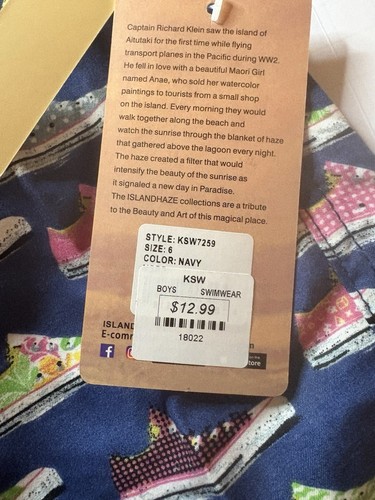 Captain Richard Klein saw the island of
Aitutaki for the first time while flying
transport planes in the Pacific during WW2.
He fell in love with a beautiful Maori Girl
named Anae, who sold her watercolor
paintings to tourists from a small shop
on the island. Every morning they would
walk together along the beach and
watch the sunrise through the blanket of haze
that gathered above the lagoon every night.
The haze created a filter that would
intensify the beauty of the sunrise as
it signaled a new day in Paradise.
The ISLANDHAZE collections are a tribute
to the Beauty and Art of this magical place.
STYLE: KSW7259
SIZE: 6
COLOR: NAVY
KSW
BOYS SWIMWEAR
$12.99
18022
ISLAND
E-com
f
tore